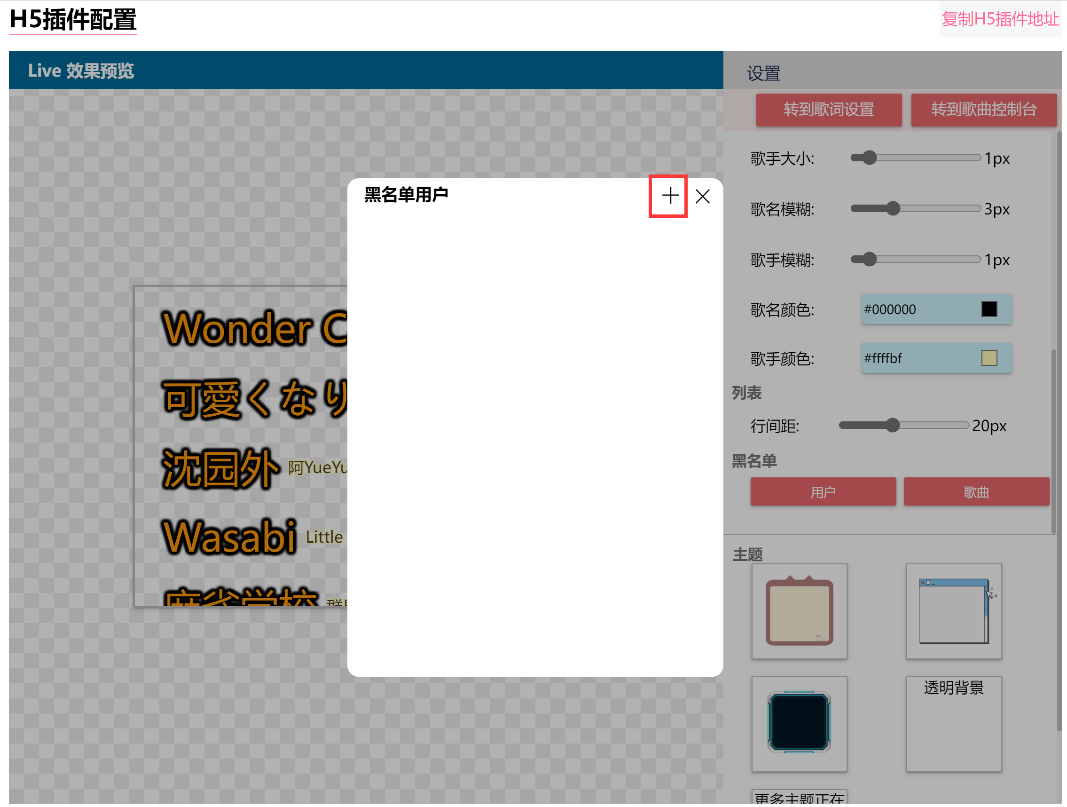 H5插件配置
复制H5插件地址
Live 效果预览
设置
转到歌词设置
转到歌曲控制台
歌手大小:
1px
歌名模糊:
3px
歌手模糊:
1px
歌名颜色:
#000000
歌手颜色:
#ffffbf
列表
行间距:
20px
黑名单
用户
歌曲
主题
透明背景
更多主题正在
黑名单用户
Wonder C
可愛くなり
沈园外 阿YueYu
Wasabi Little
麻雀学校